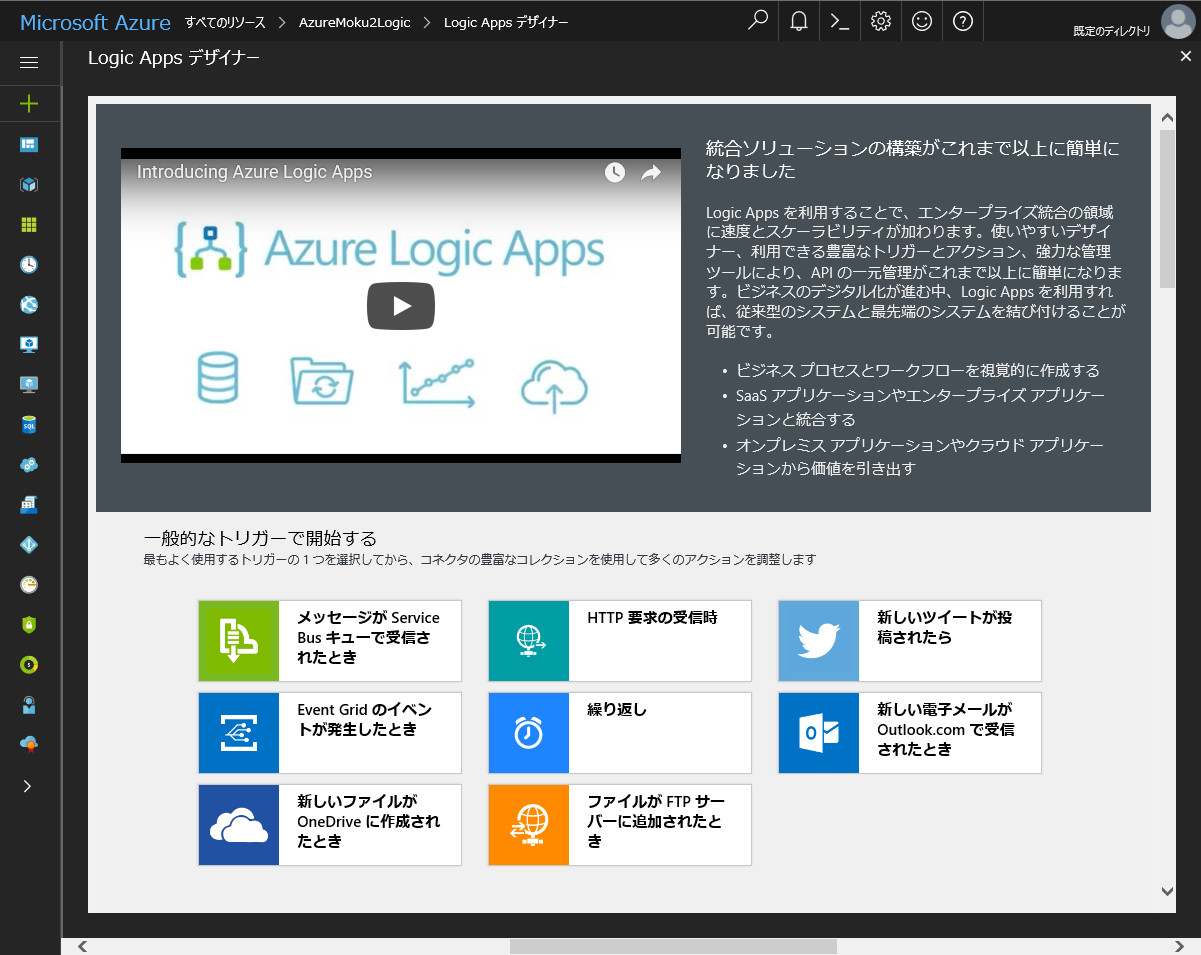 Microsoft Azure すべてのリソース > AzureMoku2Logic > Logic Apps デザイナー
既定のディレクトリ
Logic Apps デザイナー
Introducing Azure Logic Apps
Azure Logic Apps
統合ソリューションの構築がこれまで以上に簡単に
なりました
Logic Apps を利用することで、エンタープライズ統合の領域
に速度とスケーラビリティが加わります。使いやすいデザイ
ナー、利用できる豊富なトリガーとアクション、強力な管理
ツールにより、API の一元管理がこれまで以上に簡単になりま
す。ビジネスのデジタル化が進む中、Logic Apps を利用すれ
ば、従来型のシステムと最先端のシステムを結び付けることが
可能です。
• ビジネス プロセスとワークフローを視覚的に作成する
• SaaS アプリケーションやエンタープライズ アプリケー
ションと統合する
• オンプレミス アプリケーションやクラウド アプリケー
ションから価値を引き出す
SQL
一般的なトリガーで開始する
最もよく使用するトリガーの 1 つを選択してから、コネクタの豊富なコレクションを使用して多くのアクションを調整します
メッセージが Service
Bus キューで受信さ
れたとき
HTTP 要求の受信時
新しいツイートが投
稿されたら
Event Grid のイベン
トが発生したとき
繰り返し
新しい電子メールが
Outlook.com で受信
されたとき
新しいファイルが
OneDrive に作成され
たとき
ファイルが FTP サー
バーに追加されたと
き